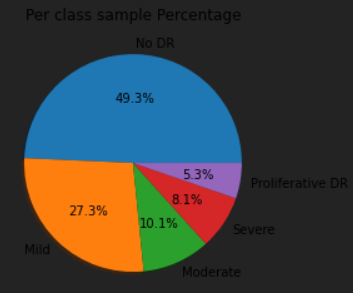 Per class sample Percentage
No DR
49.3%
5.3%
Proliferative DR
8.1%
27.3%
10.1%
Severe
Mild
Moderate